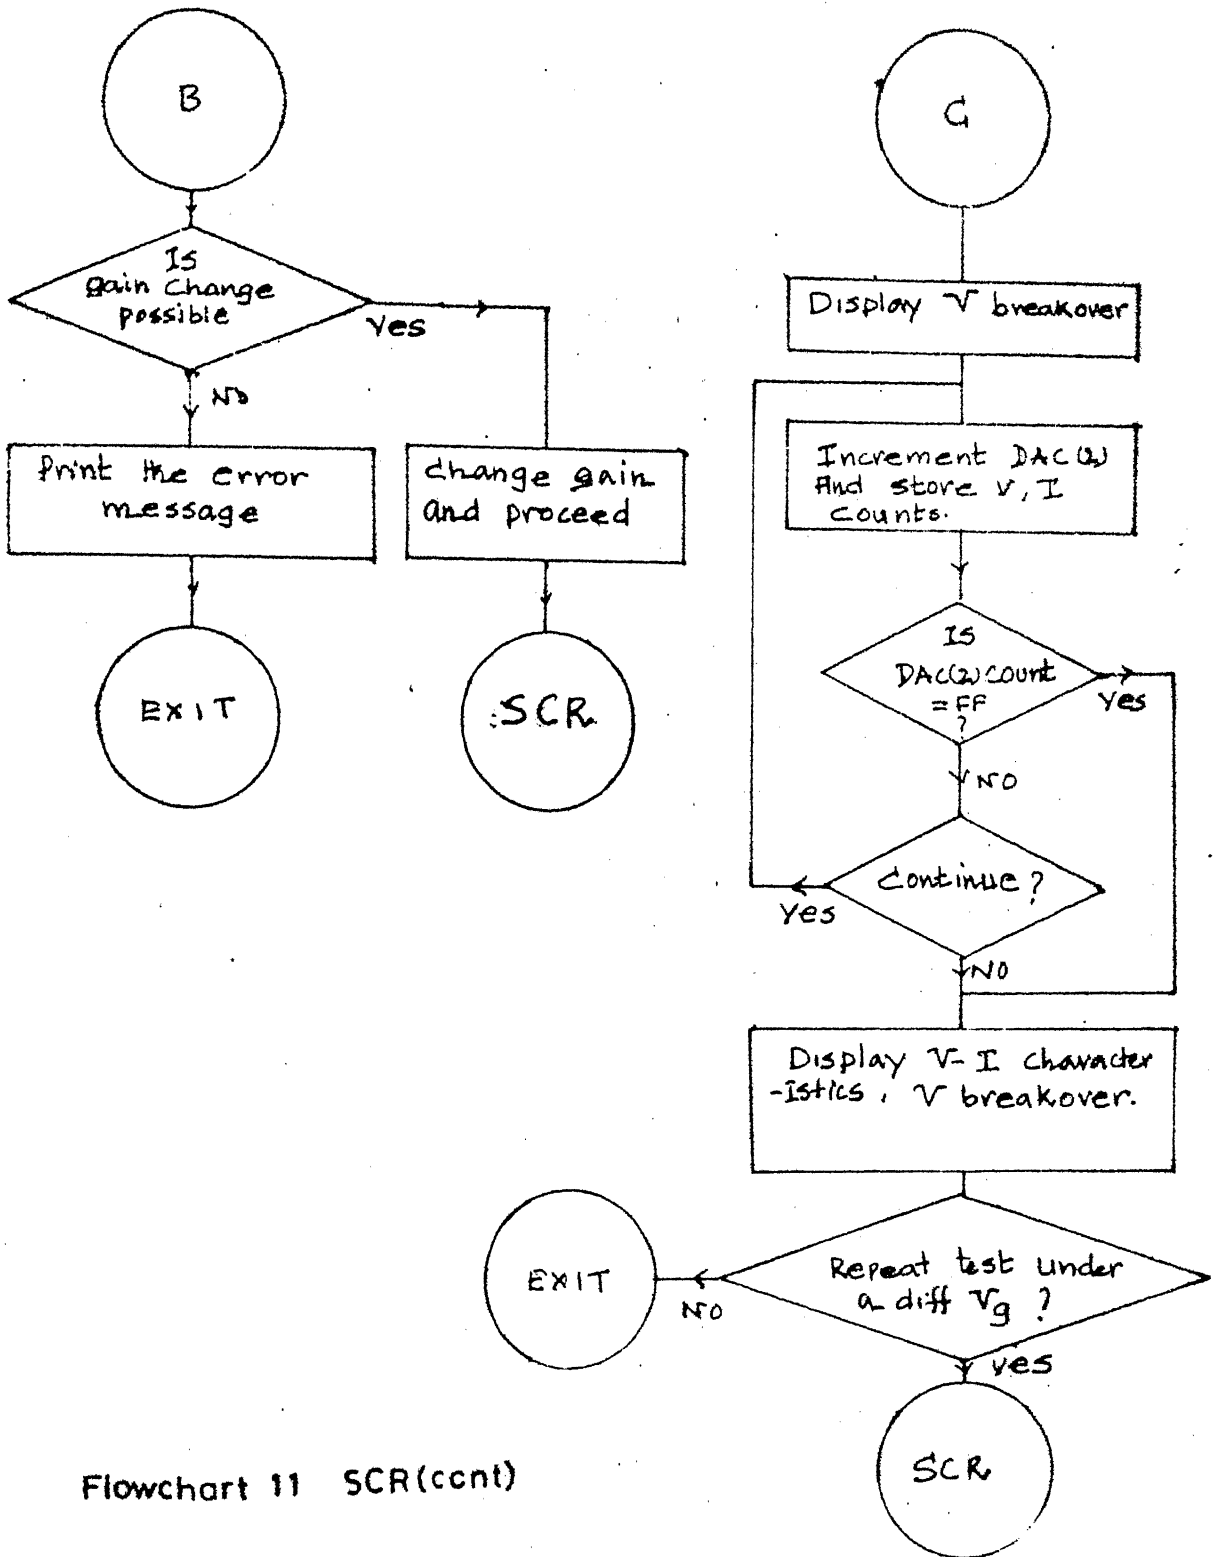 B
Is
gain change
possible
Yes
NO
Print the error
message
change gain
and proceed
EXIT
SCR
C
Display V breakover
Increment DAC(2)
And store V, I
Counts.
Is
DAC(2) count
= FF
?
Yes
NO
Continue ?
Yes
NO
Display V-I character
-istics, V breakover.
Repeat test under
a diff Vg ?
NO
EXIT
Yes
SCR
Flowchart 11 SCR(cont)